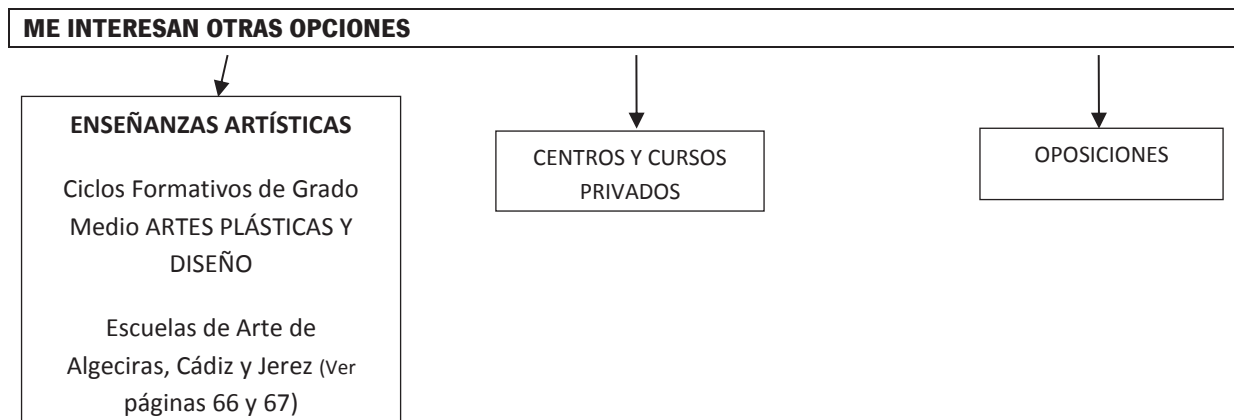 ME INTERESAN OTRAS OPCIONES
ENSEÑANZAS ARTÍSTICAS
Ciclos Formativos de Grado
Medio ARTES PLÁSTICAS Y
DISEÑO
Escuelas de Arte de
Algeciras, Cádiz y Jerez (Ver
páginas 66 y 67)
CENTROS Y CURSOS
PRIVADOS
OPOSICIONES